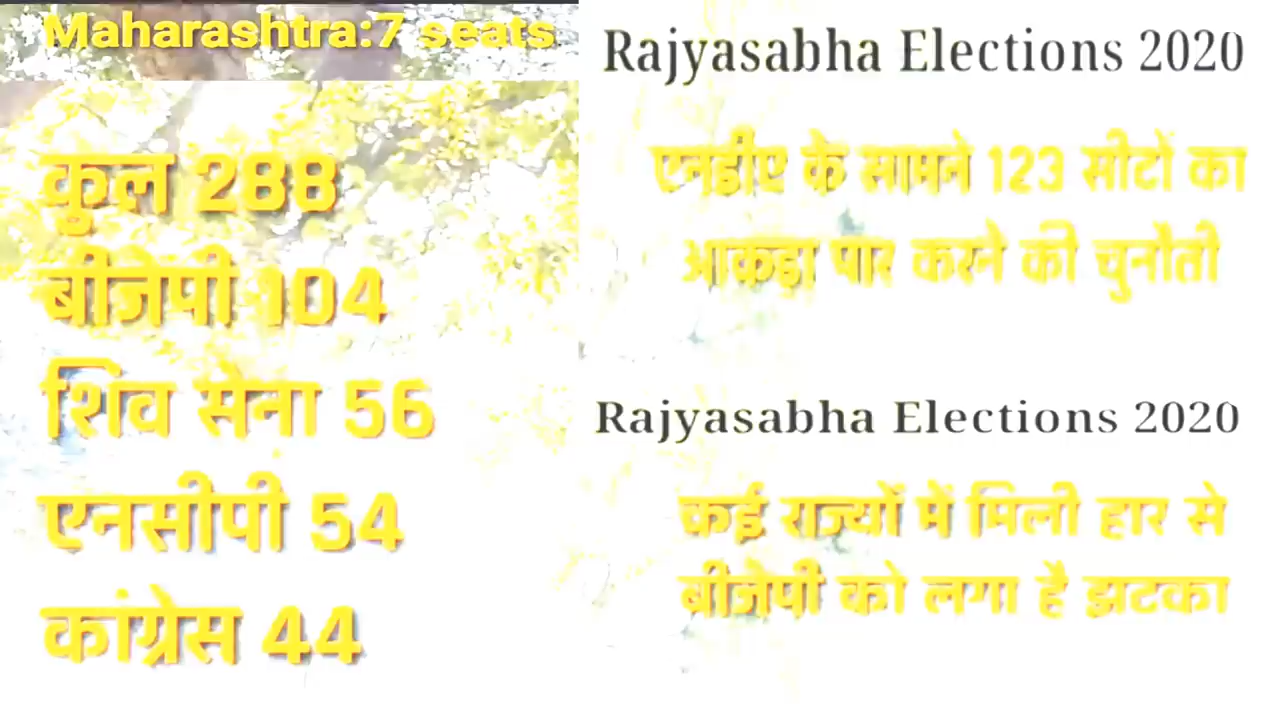 Maharashtra:7 seats
कुल 288
बीजेपी 104
शिव सेना 56
एनसीपी 54
कांग्रेस 44
Rajyasabha Elections 2020
एनडीए के सामने 123 सीटों का
आकड़ा पार करने की चुनौती
Rajyasabha Elections 2020
कई राज्यों में मिली हार से
बीजेपी को लगा है झटका